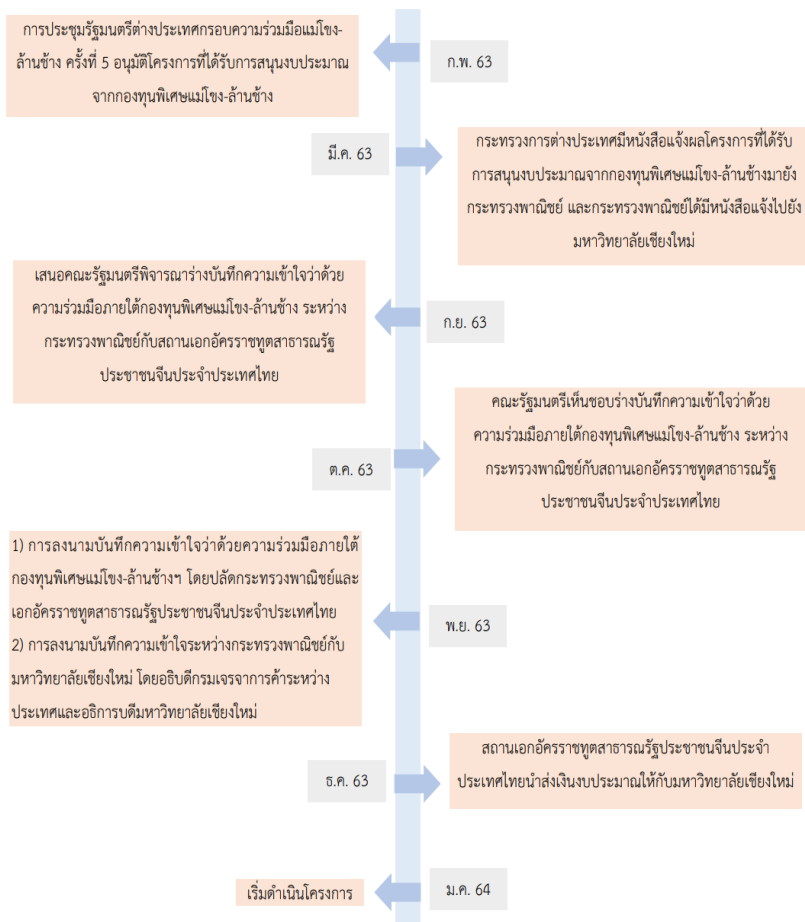 การประชุมรัฐมนตรีต่างประเทศกรอบความร่วมมือแม่โขง-
ล้านช้าง ครั้งที่ 5 อนุมัติโครงการที่ได้รับการสนุนงบประมาณ
จากกองทุนพิเศษแม่โขง-ล้านช้าง
ก.พ. 63
มี.ค. 63
กระทรวงการต่างประเทศมีหนังสือแจ้งผลโครงการที่ได้รับ
การสนุนงบประมาณจากกองทุนพิเศษแม่โขง-ล้านช้างมายัง
กระทรวงพาณิชย์ และกระทรวงพาณิชย์ได้มีหนังสือแจ้งไปยัง
มหาวิทยาลัยเชียงใหม่
เสนอคณะรัฐมนตรีพิจารณาร่างบันทึกความเข้าใจว่าด้วย
ความร่วมมือภายใต้กองทุนพิเศษแม่โขง-ล้านช้าง ระหว่าง
กระทรวงพาณิชย์กับสถานเอกอัครราชทูตสาธารณรัฐ
ประชาชนจีนประจำประเทศไทย
ก.ย. 63
ต.ค. 63
คณะรัฐมนตรีเห็นชอบร่างบันทึกความเข้าใจว่าด้วย
ความร่วมมือภายใต้กองทุนพิเศษแม่โขง-ล้านช้าง ระหว่าง
กระทรวงพาณิชย์กับสถานเอกอัครราชทูตสาธารณรัฐ
ประชาชนจีนประจำประเทศไทย
1) การลงนามบันทึกความเข้าใจว่าด้วยความร่วมมือภายใต้
กองทุนพิเศษแม่โขง-ล้านช้างฯ โดยปลัดกระทรวงพาณิชย์และ
เอกอัครราชทูตสาธารณรัฐประชาชนจีนประจำประเทศไทย
2) การลงนามบันทึกความเข้าใจระหว่างกระทรวงพาณิชย์กับ
มหาวิทยาลัยเชียงใหม่ โดยอธิบดีกรมเจรจาการค้าระหว่าง
ประเทศและอธิการบดีมหาวิทยาลัยเชียงใหม่
พ.ย. 63
ธ.ค. 63
สถานเอกอัครราชทูตสาธารณรัฐประชาชนจีนประจำ
ประเทศไทยนำส่งเงินงบประมาณให้กับมหาวิทยาลัยเชียงใหม่
เริ่มดำเนินโครงการ
ม.ค. 64